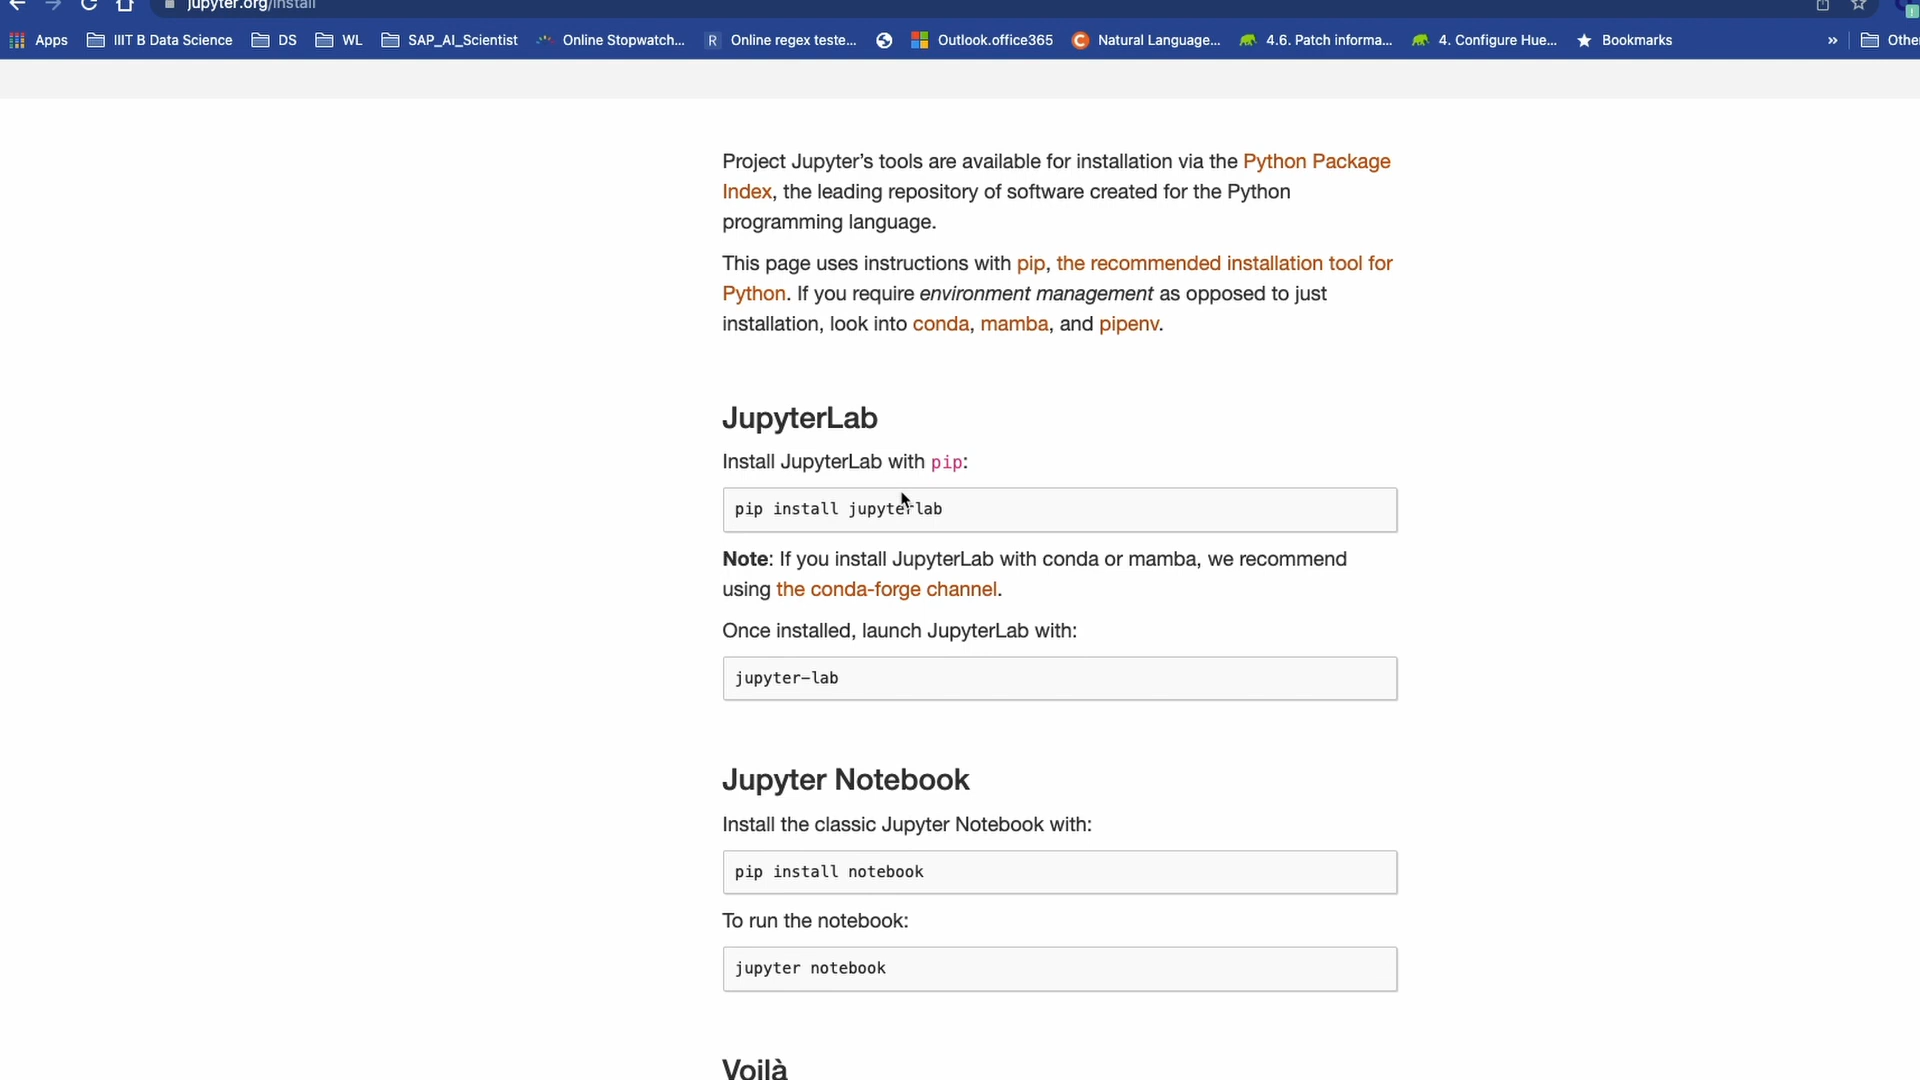 jupyter.org/install
Apps IIIT B Data Science DS WL SAP_AI_Scientist Online Stopwatch... R Online regex teste... Outlook.office365 C Natural Language... 4.6. Patch informa... 4. Configure Hue... Bookmarks » Othe
Project Jupyter’s tools are available for installation via the Python Package
Index, the leading repository of software created for the Python
programming language.
This page uses instructions with pip, the recommended installation tool for
Python. If you require environment management as opposed to just
installation, look into conda, mamba, and pipenv.
JupyterLab
Install JupyterLab with pip:
pip install jupyterlab
Note: If you install JupyterLab with conda or mamba, we recommend
using the conda-forge channel.
Once installed, launch JupyterLab with:
jupyter-lab
Jupyter Notebook
Install the classic Jupyter Notebook with:
pip install notebook
To run the notebook:
jupyter notebook
Voilà